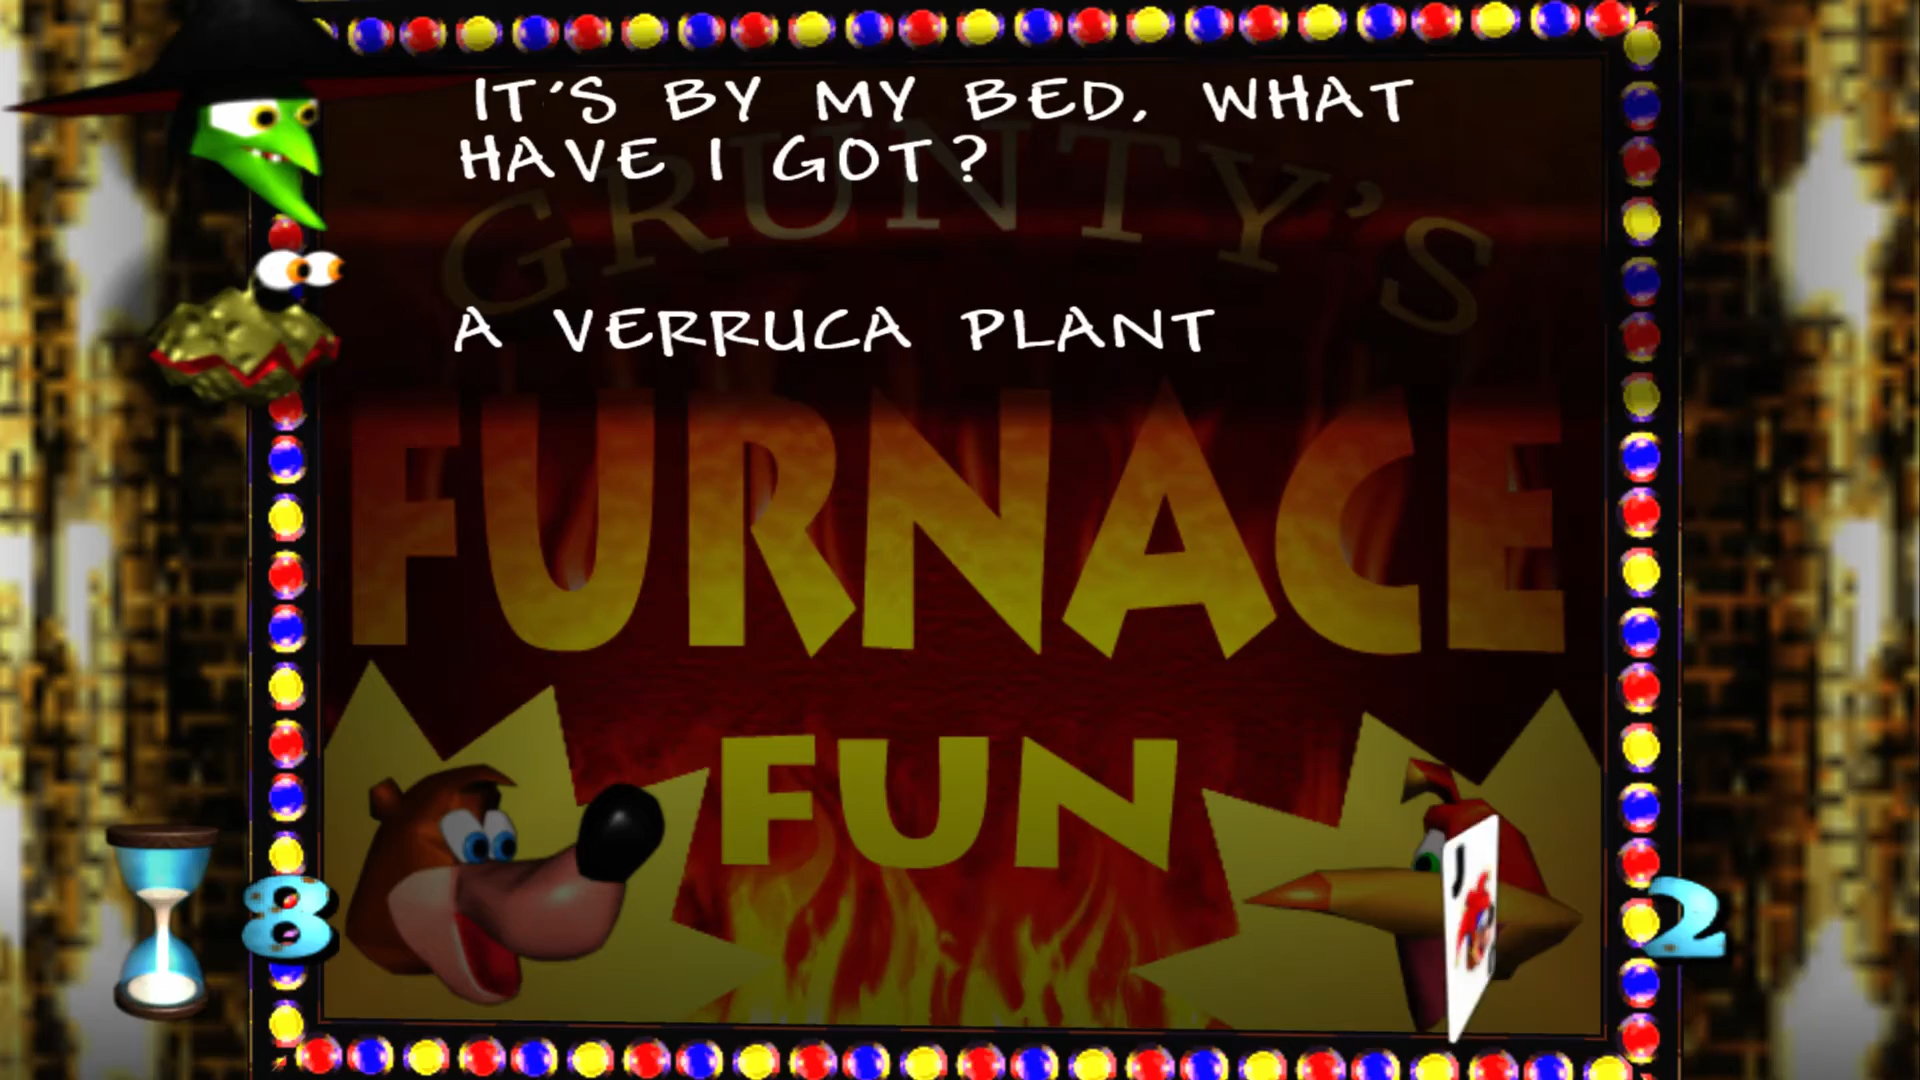 IT'S BY MY BED, WHAT
HAVE I GOT?
GRUNTY'S
A VERRUCA PLANT
FURNACE
FUN
J
8
2